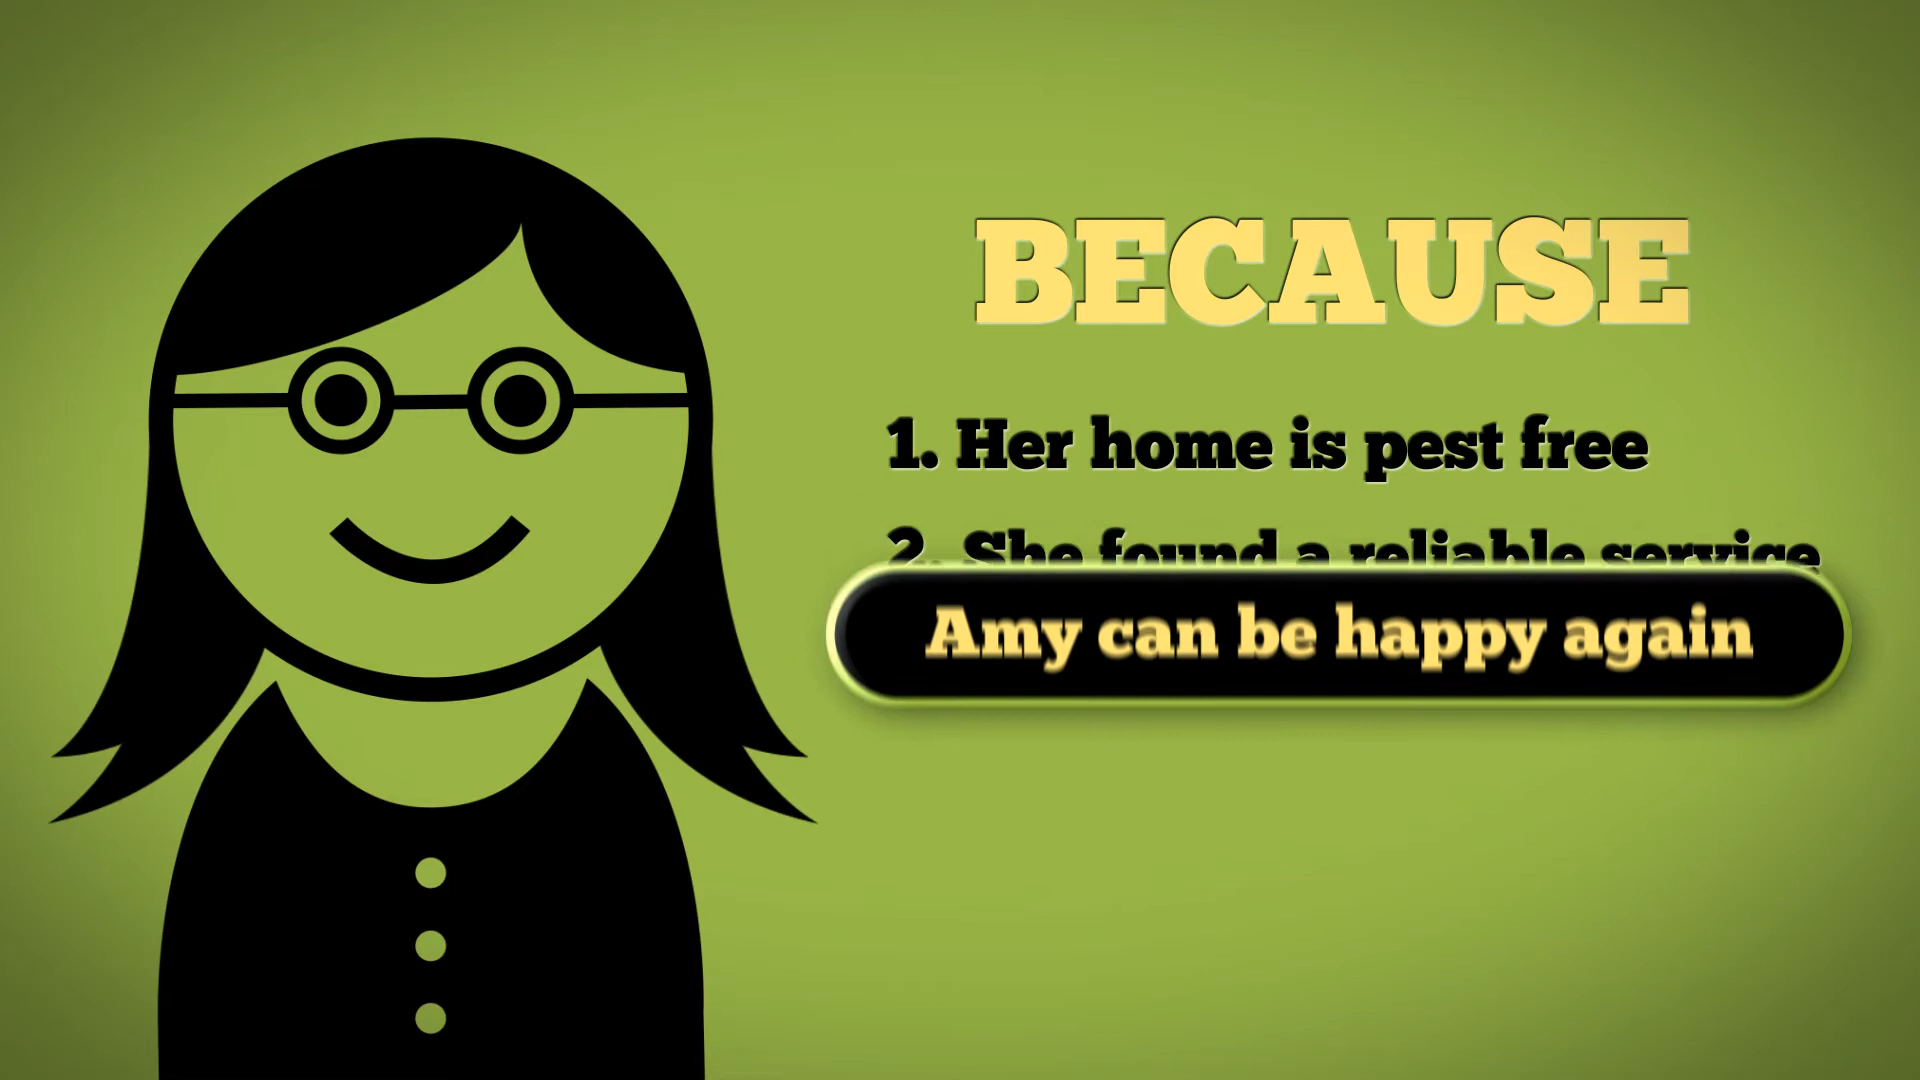 BECAUSE
1. Her home is pest free
2. She found a reliable service
Amy can be happy again